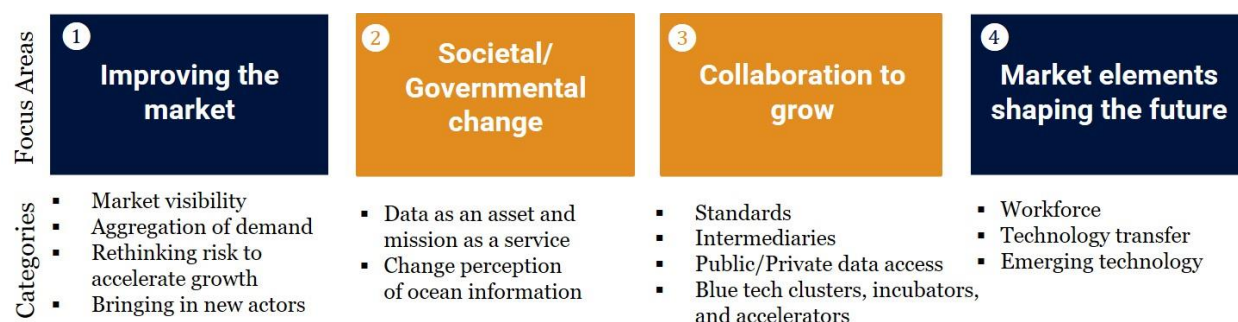 Focus Areas
1
Improving the
market
2
Societal/
Governmental
change
3
Collaboration to
grow
4
Market elements
shaping the future
Categories
▪ Market visibility
▪ Aggregation of demand
▪ Rethinking risk to
accelerate growth
▪ Bringing in new actors
▪ Data as an asset and
mission as a service
▪ Change perception
of ocean information
▪ Standards
▪ Intermediaries
▪ Public/Private data access
▪ Blue tech clusters, incubators,
and accelerators
▪ Workforce
▪ Technology transfer
▪ Emerging technology